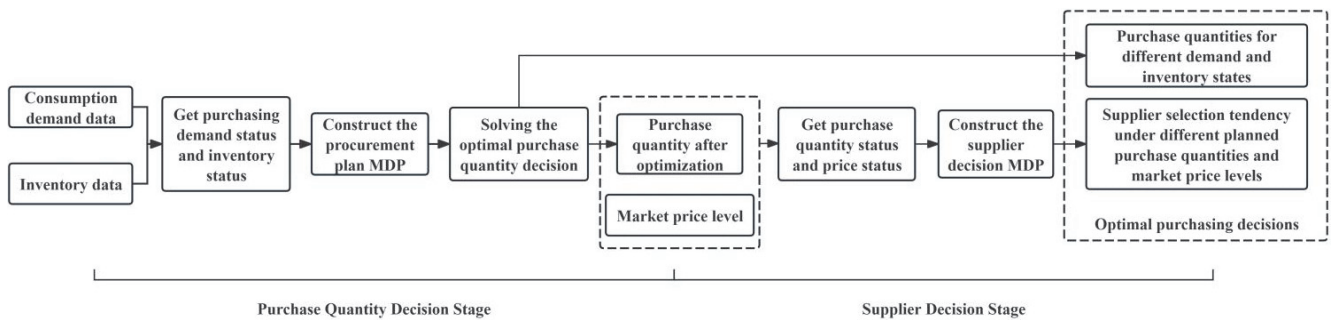 Consumption
demand data
Inventory data
Get purchasing
demand status
and inventory
status
Construct the
procurement
plan MDP
Solving the
optimal purchase
quantity decision
Purchase
quantity after
optimization
Market price level
Get purchase
quantity status
and price status
Construct the
supplier
decision MDP
Purchase quantities for
different demand and
inventory states
Supplier selection tendency
under different planned
purchase quantities and
market price levels
Optimal purchasing decisions
Purchase Quantity Decision Stage
Supplier Decision Stage